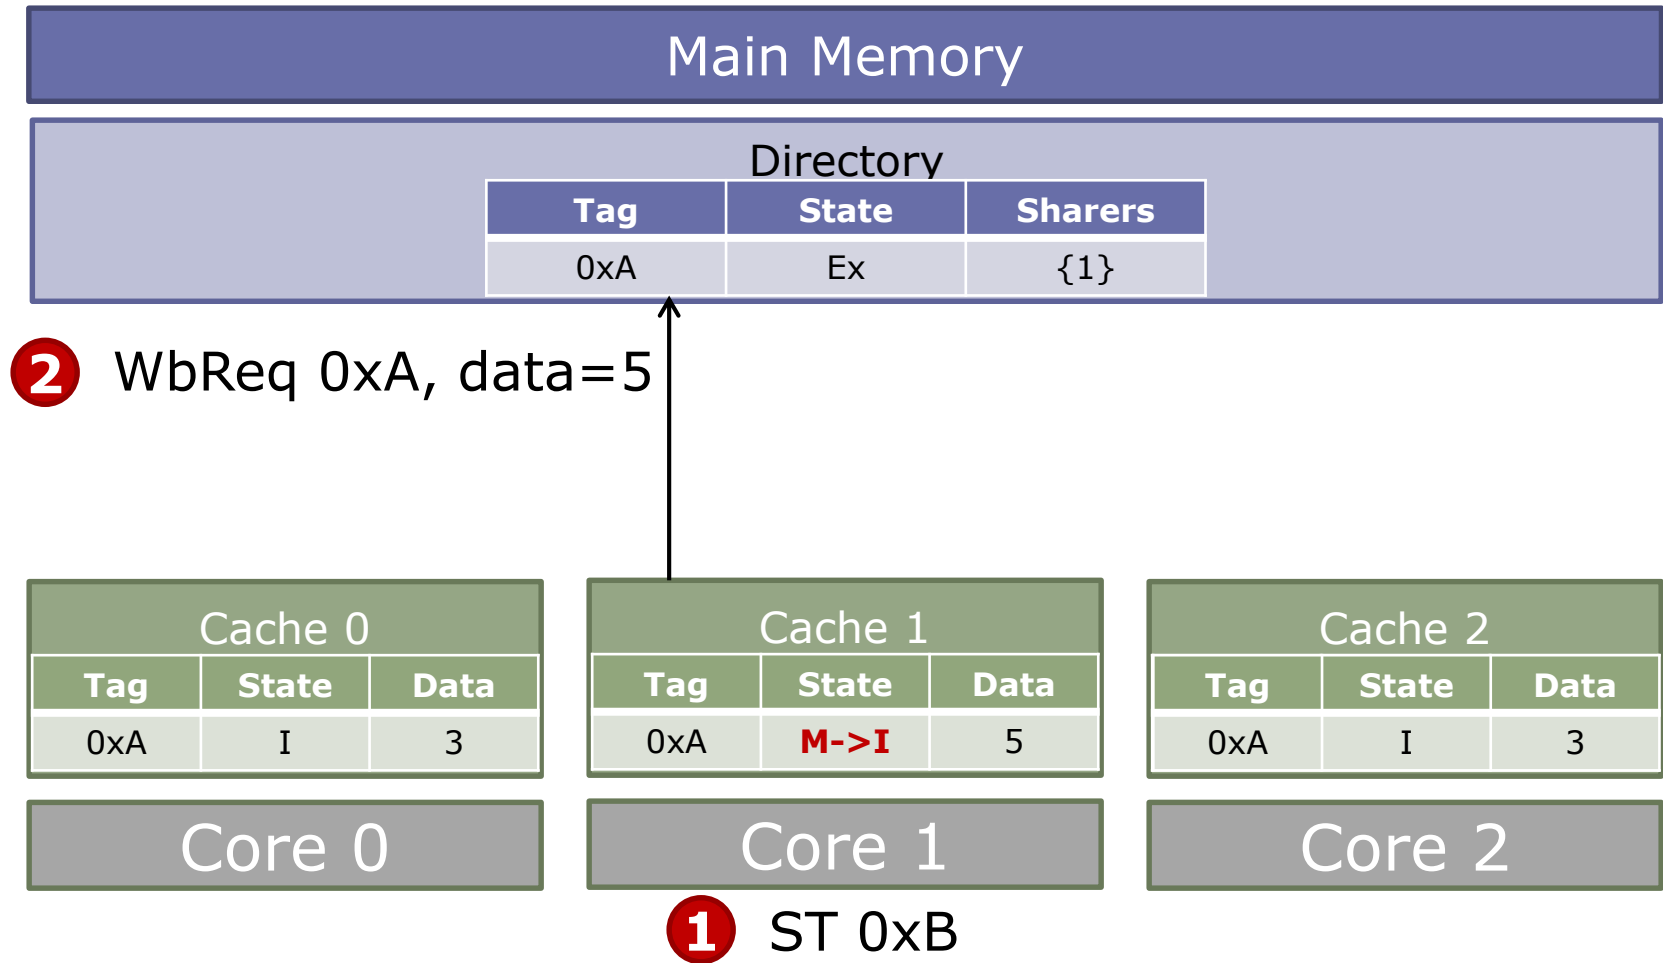 Main Memory
Directory
Tag State Sharers
0xA Ex {1}
2 WbReq 0xA, data=5
Cache 0
Tag State Data
0xA I 3
Cache 1
Tag State Data
0xA M->I 5
Cache 2
Tag State Data
0xA I 3
Core 0
Core 1
Core 2
1 ST 0xB